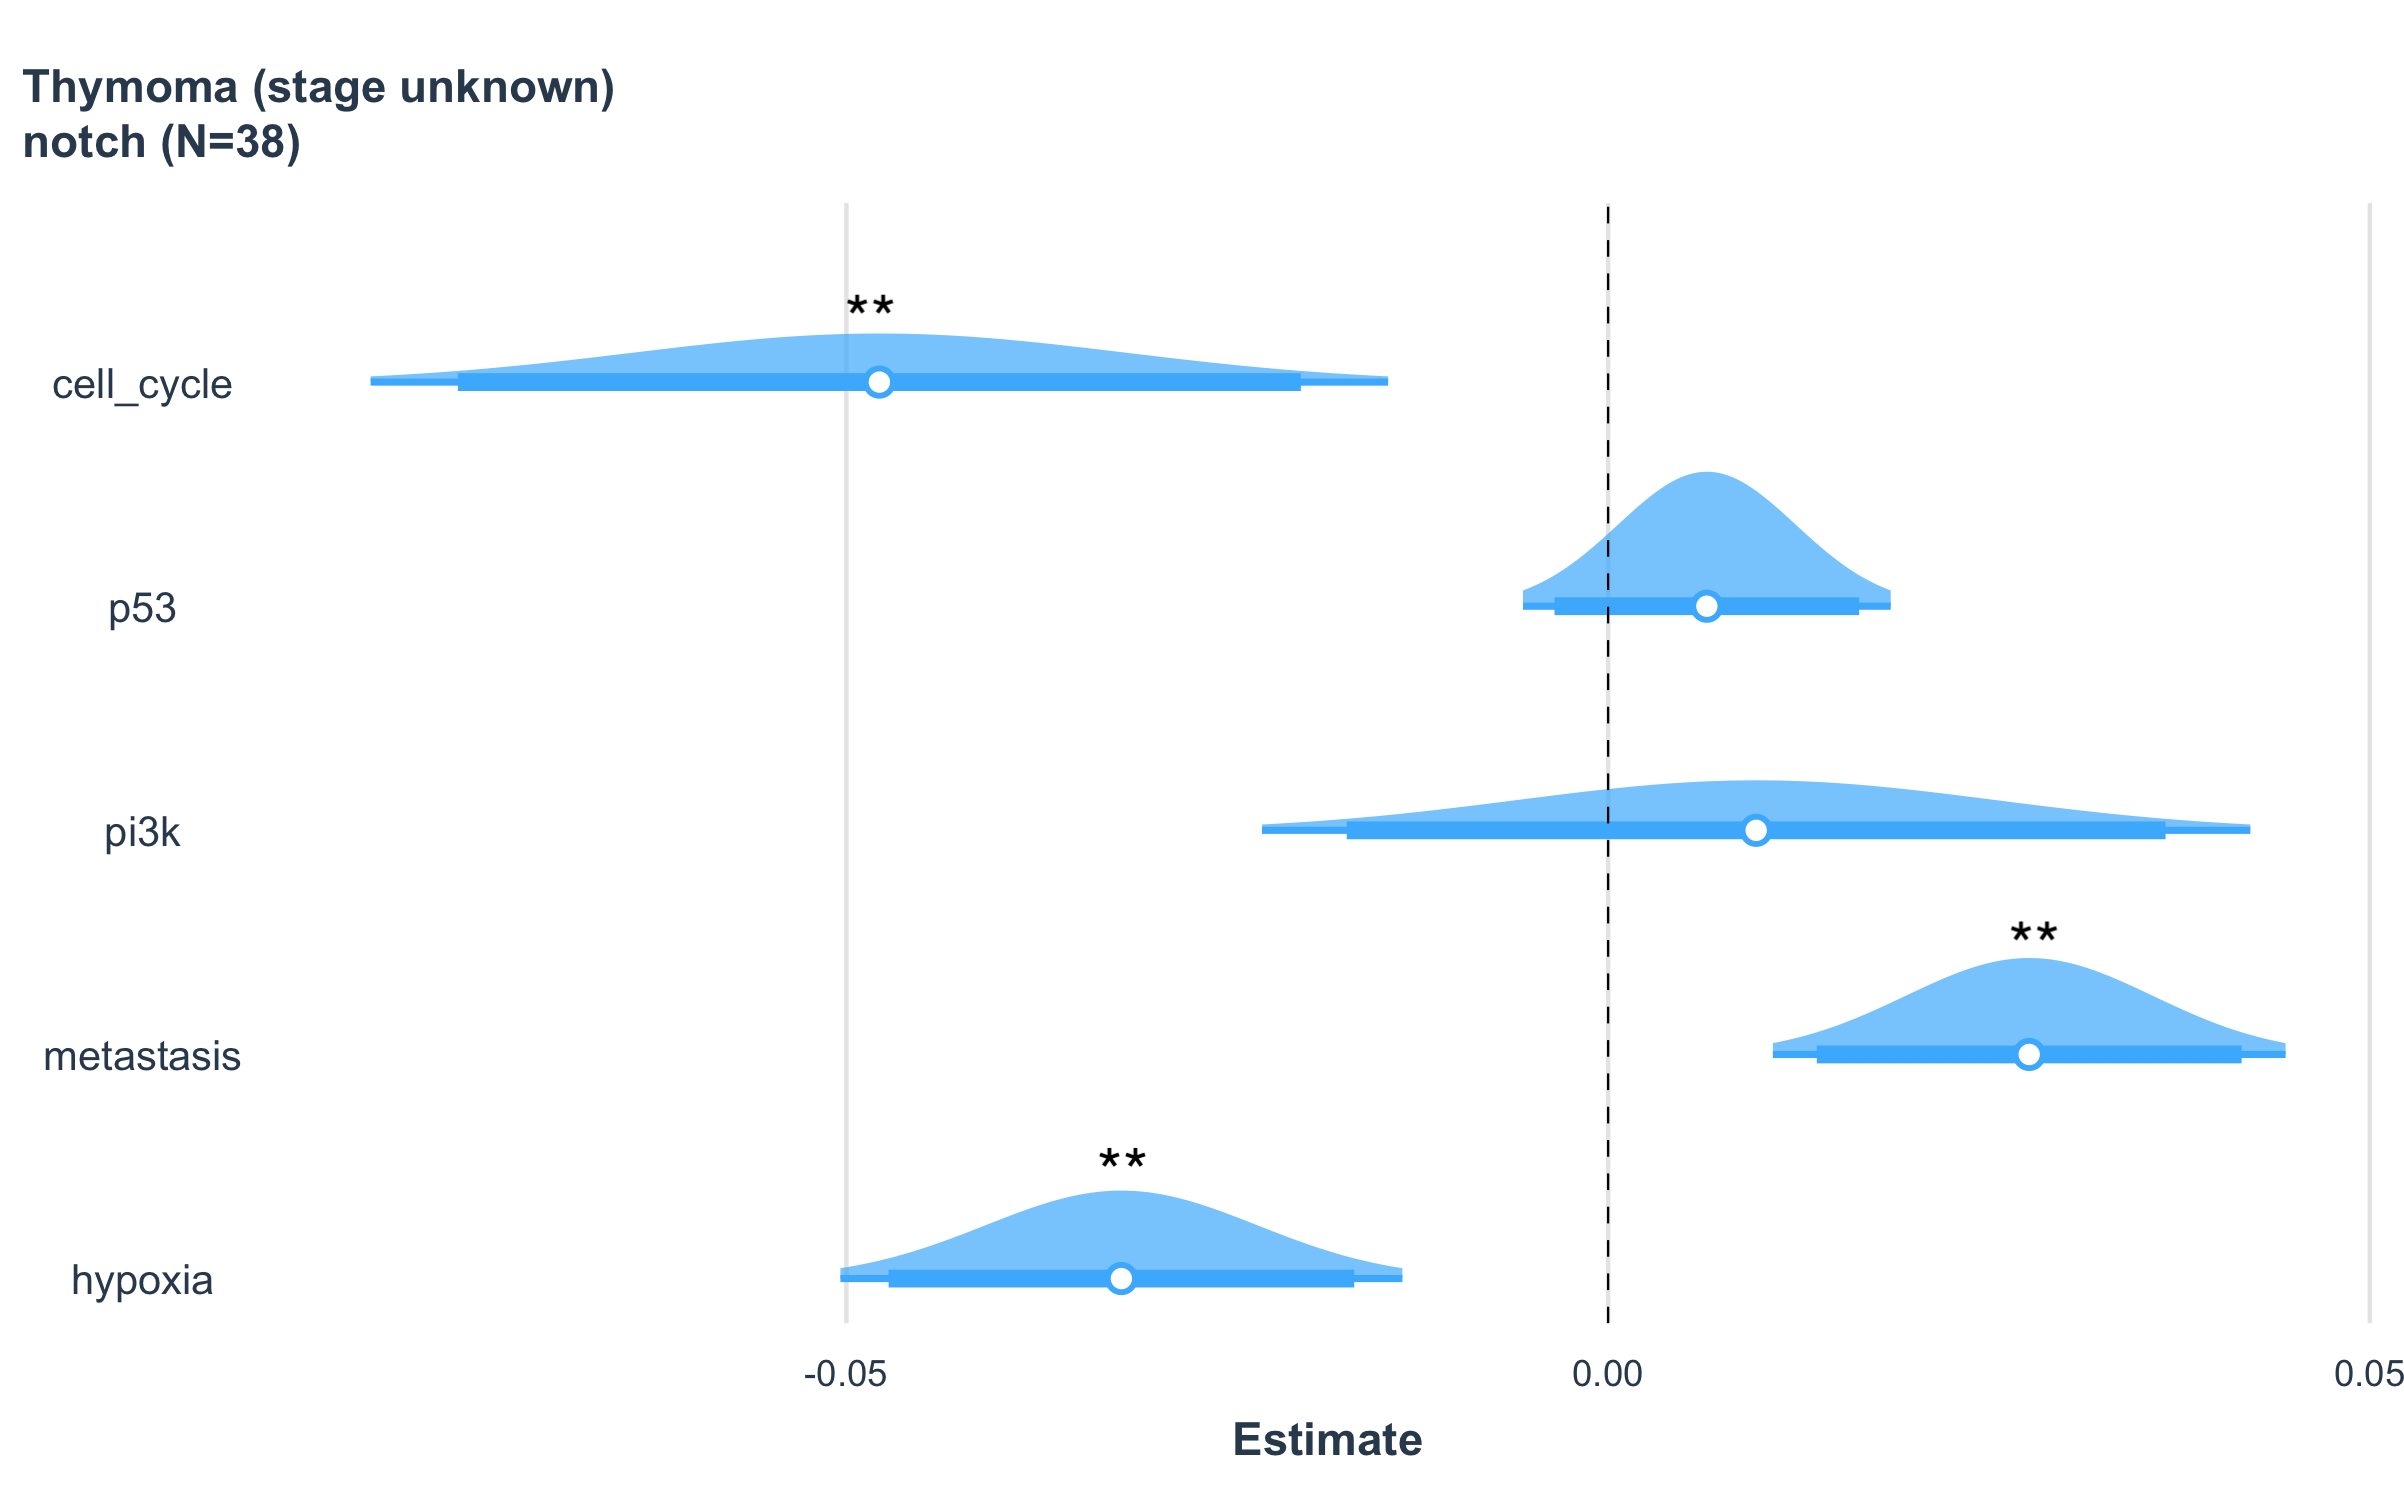 Thymoma (stage unknown)
notch (N=38)
**
cell_cycle
p53
pi3k
**
metastasis
**
hypoxia
-0.05 0.00 0.05
Estimate